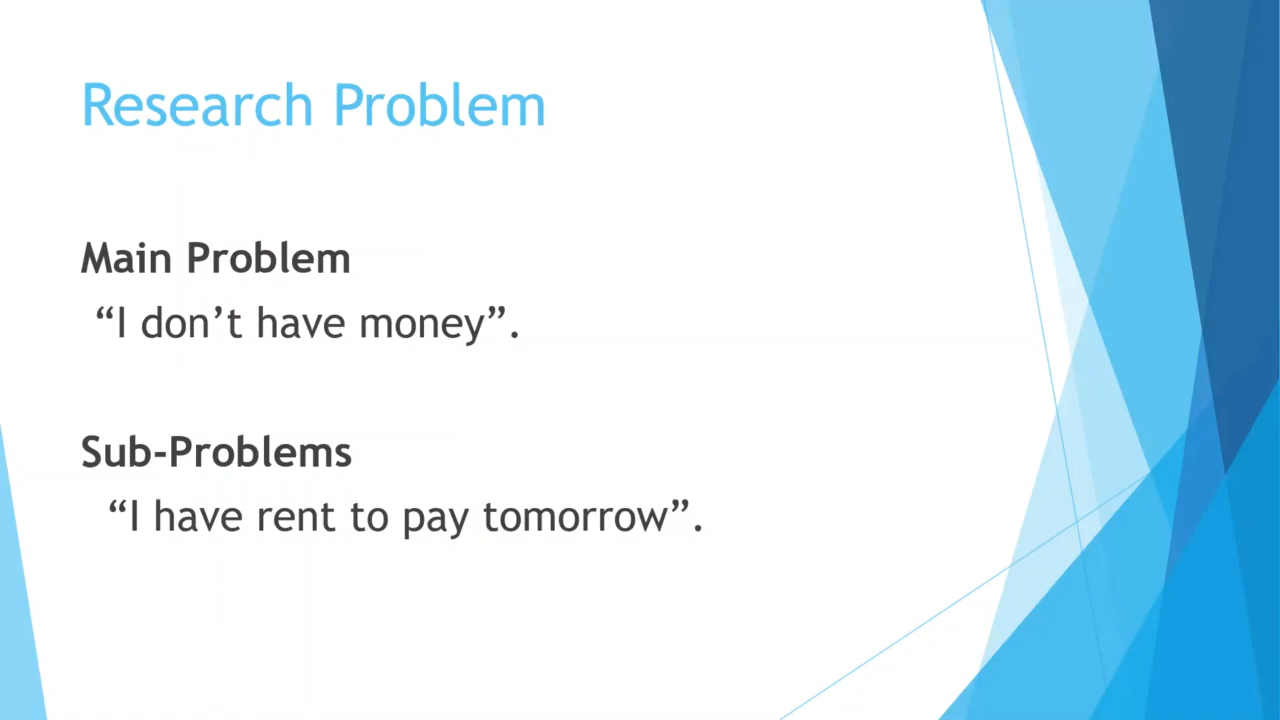 Research Problem
Main Problem
“I don’t have money”.
Sub-Problems
“I have rent to pay tomorrow”.